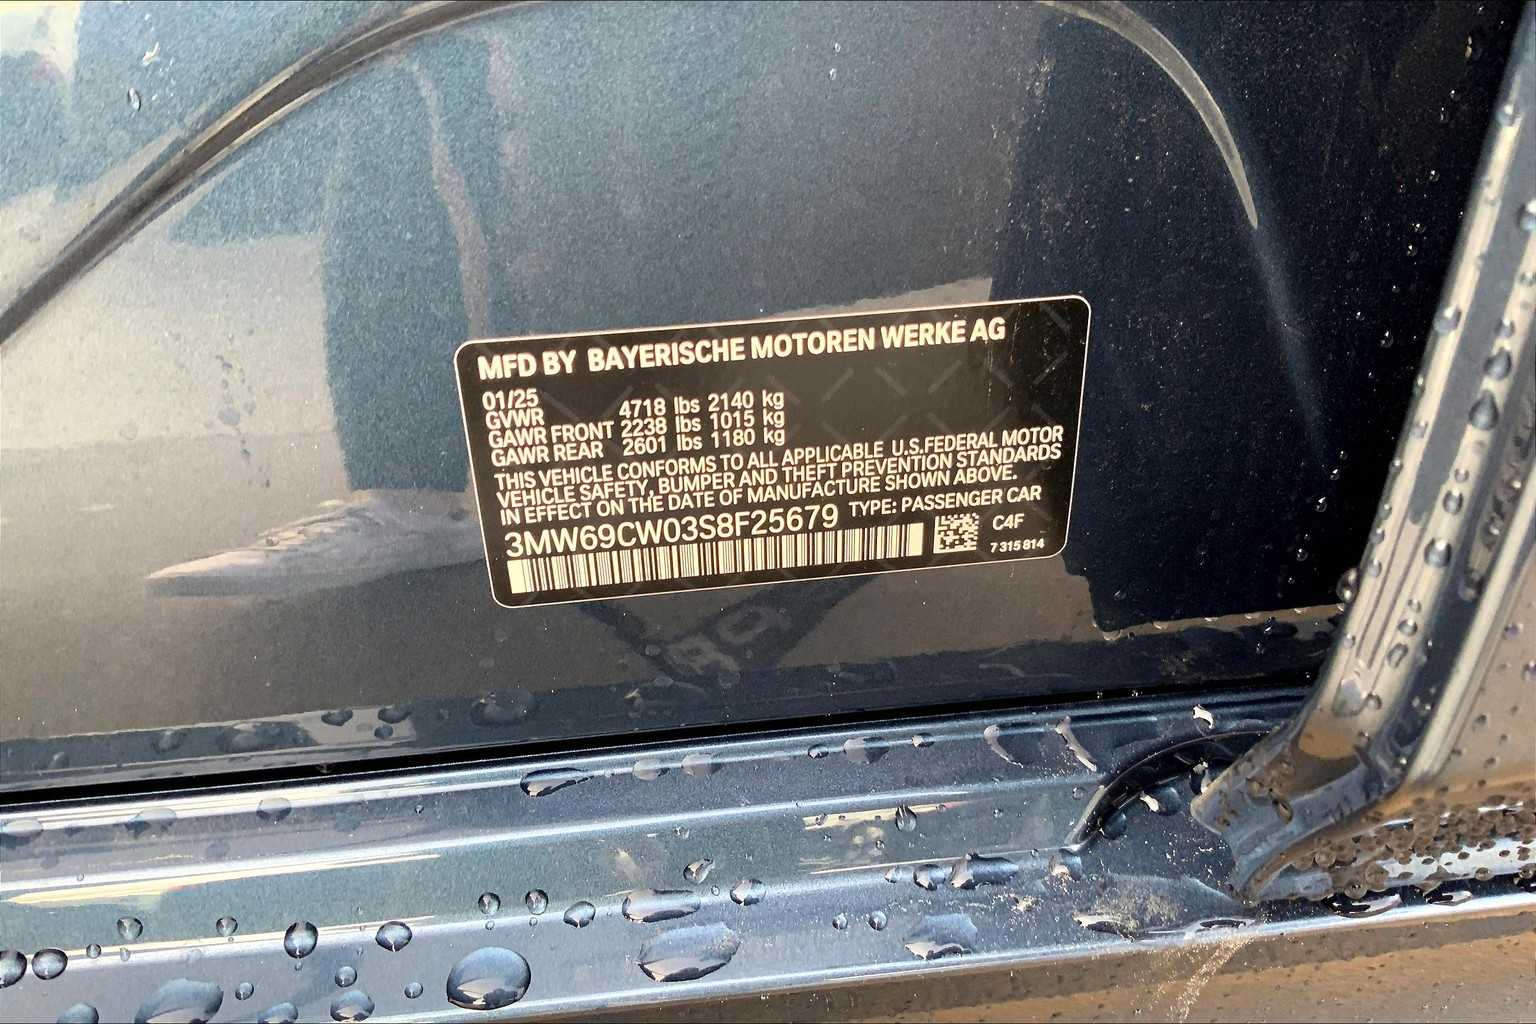 MFD BY BAYERISCHE MOTOREN WERKE AG
01/25
GVWR 4718 lbs 2140 kg
GAWR FRONT 2238 lbs 1015 kg
GAWR REAR 2601 lbs 1180 kg
THIS VEHICLE CONFORMS TO ALL APPLICABLE U.S.FEDERAL MOTOR
VEHICLE SAFETY, BUMPER AND THEFT PREVENTION STANDARDS
IN EFFECT ON THE DATE OF MANUFACTURE SHOWN ABOVE.
3MW69CW03S8F25679 TYPE: PASSENGER CAR
C4F
7 315 814